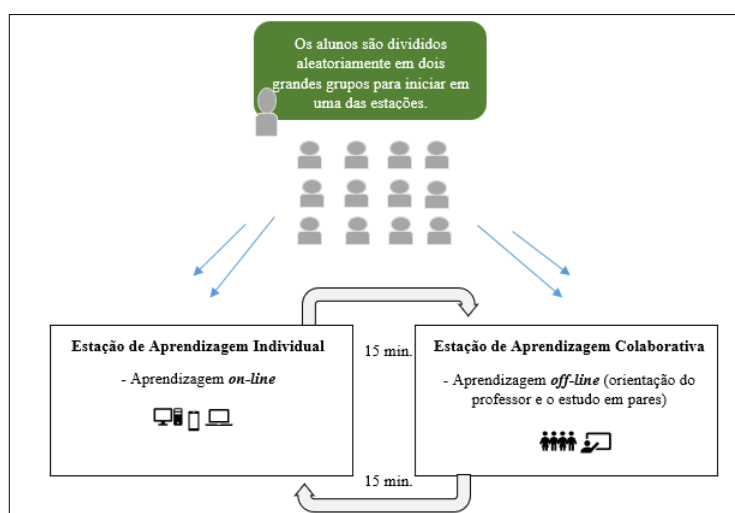 Os alunos são divididos
aleatoriamente em dois
grandes grupos para iniciar em
uma das estações.
Estação de Aprendizagem Individual
- Aprendizagem on-line
15 min.
Estação de Aprendizagem Colaborativa
- Aprendizagem off-line (orientação do
professor e o estudo em pares)
15 min.